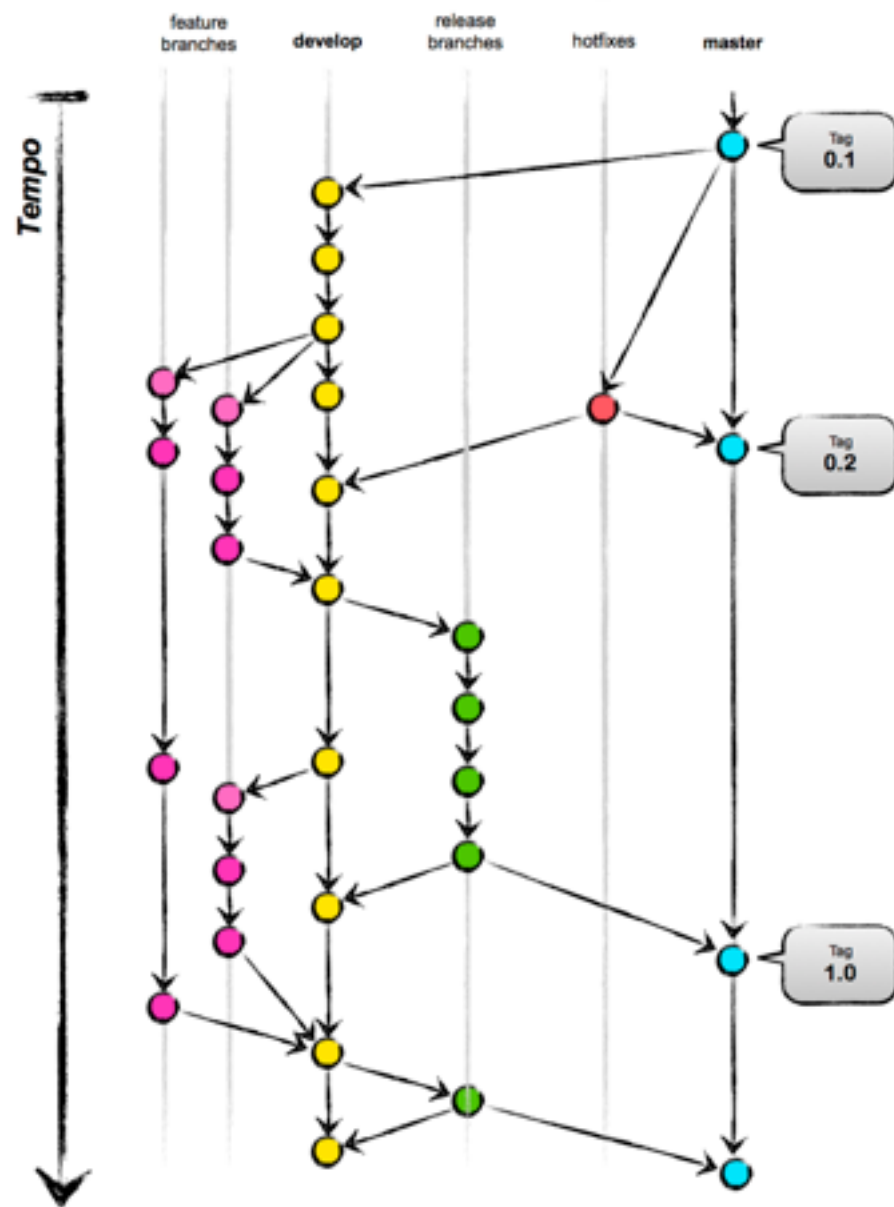 feature
branches
develop
release
branches
hotfixes
master
Tempo
Tag
0.1
Tag
0.2
Tag
1.0